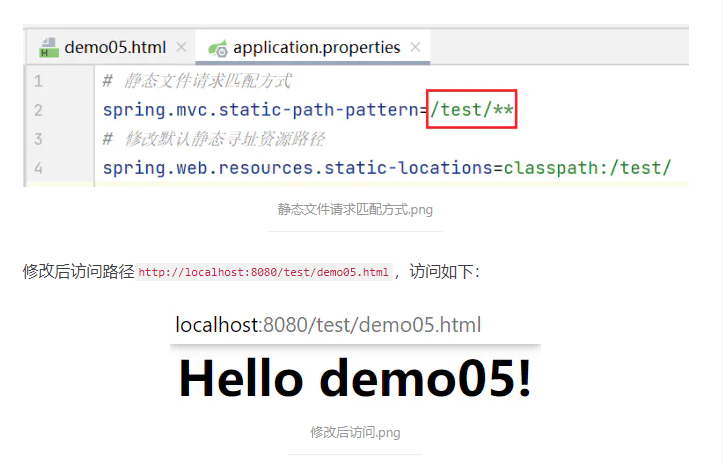 demo05.html × application.properties ×
1 # 静态文件请求匹配方式
2 spring.mvc.static-path-pattern=/test/**
3 # 修改默认静态寻址资源路径
4 spring.web.resources.static-locations=classpath:/test/
静态文件请求匹配方式.png
修改后访问路径 http://localhost:8080/test/demo05.html ，访问如下：
localhost:8080/test/demo05.html
Hello demo05!
修改后访问.png